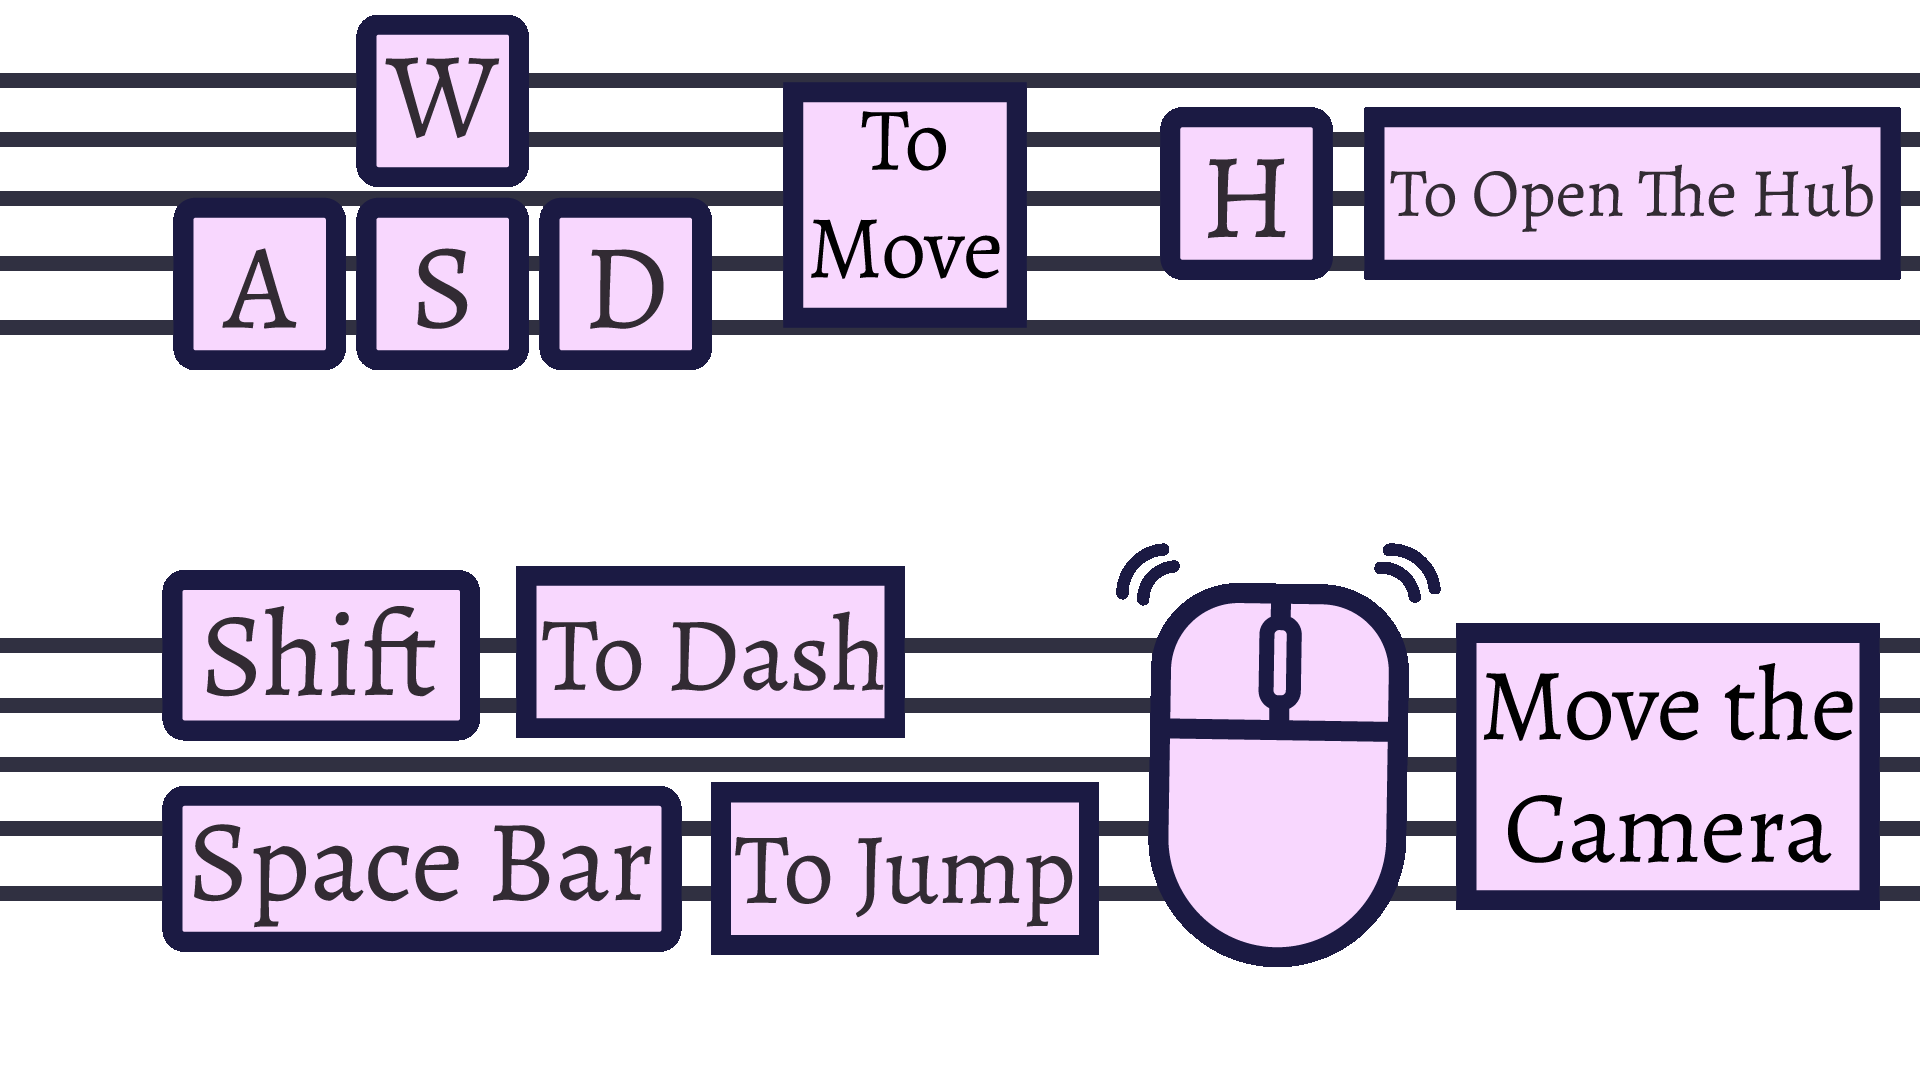 W
A S D
To
Move
H
To Open The Hub
Shift
To Dash
Space Bar
To Jump
Move the
Camera